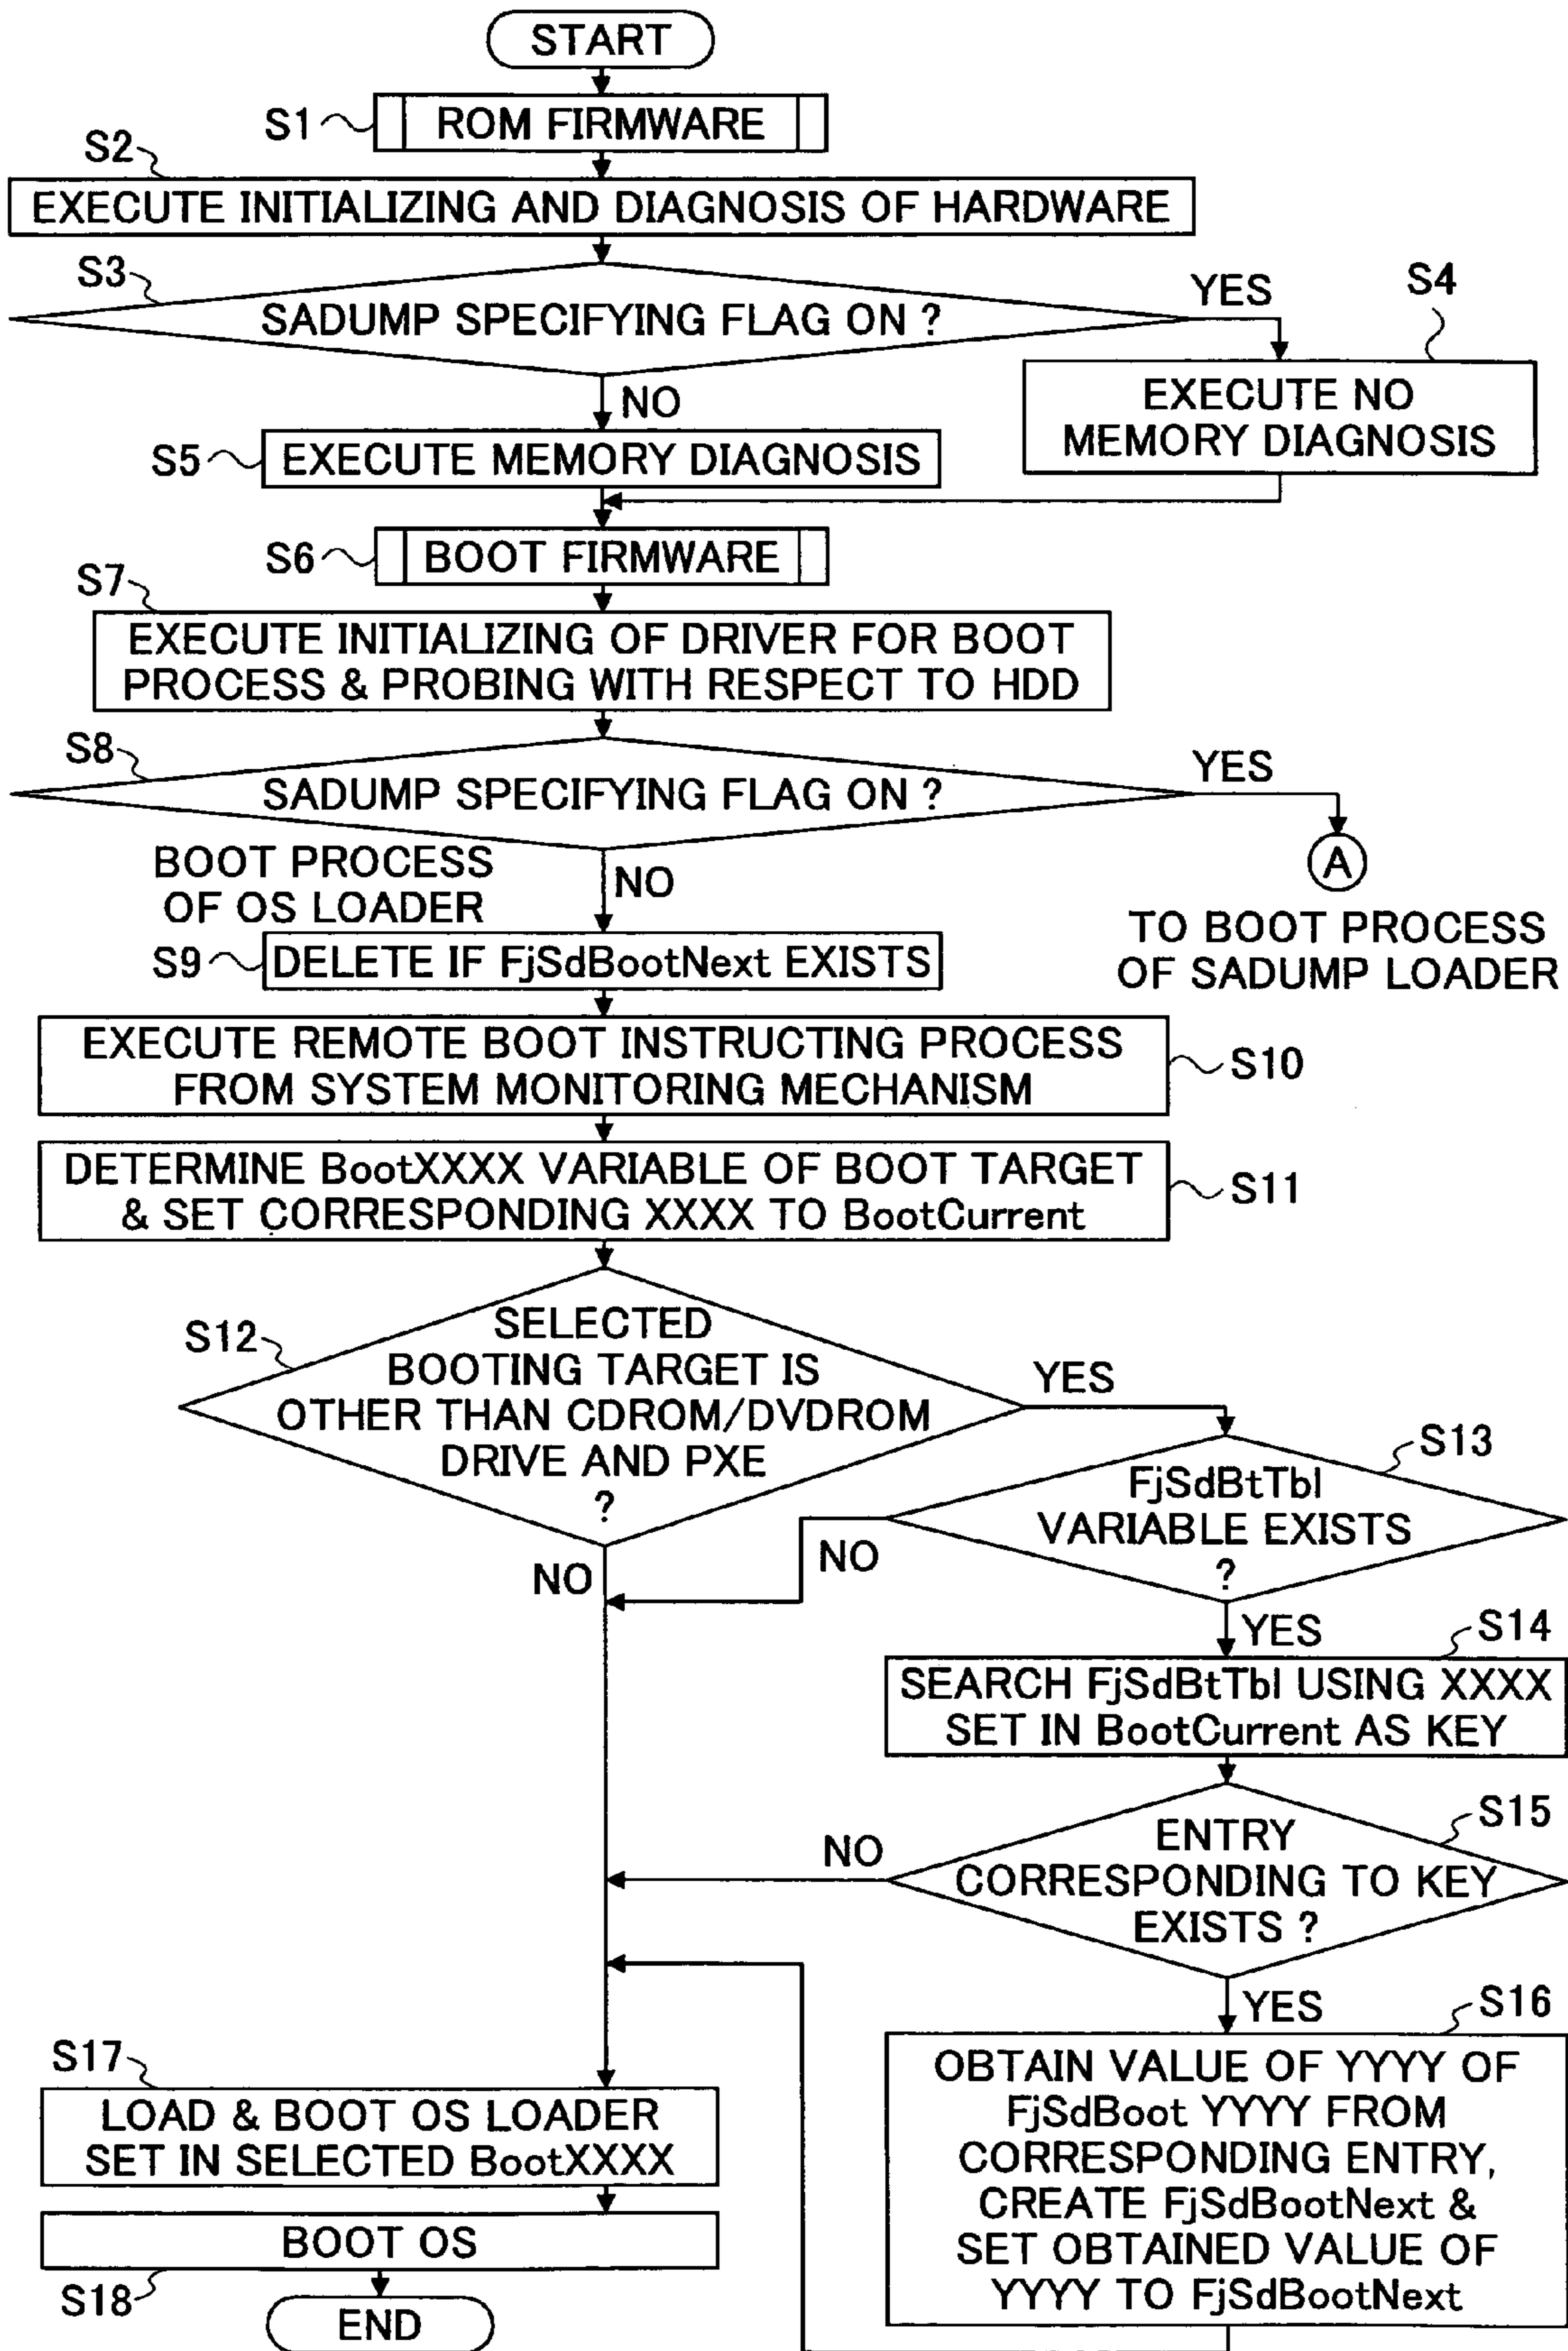 START
S1
ROM FIRMWARE
S2
EXECUTE INITIALIZING AND DIAGNOSIS OF HARDWARE
S3
SADUMP SPECIFYING FLAG ON ?
YES
S4
EXECUTE NO
MEMORY DIAGNOSIS
NO
S5
EXECUTE MEMORY DIAGNOSIS
S6
BOOT FIRMWARE
S7
EXECUTE INITIALIZING OF DRIVER FOR BOOT
PROCESS & PROBING WITH RESPECT TO HDD
S8
SADUMP SPECIFYING FLAG ON ?
YES
A
TO BOOT PROCESS
OF SADUMP LOADER
BOOT PROCESS
OF OS LOADER
NO
S9
DELETE IF FjSdBootNext EXISTS
EXECUTE REMOTE BOOT INSTRUCTING PROCESS
FROM SYSTEM MONITORING MECHANISM
S10
DETERMINE BootXXXX VARIABLE OF BOOT TARGET
& SET CORRESPONDING XXXX TO BootCurrent
S11
S12
SELECTED
BOOTING TARGET IS
OTHER THAN CDROM/DVDROM
DRIVE AND PXE
?
YES
NO
S13
FjSdBtTbl
VARIABLE EXISTS
?
NO
YES
S14
SEARCH FjSdBtTbl USING XXXX
SET IN BootCurrent AS KEY
S15
ENTRY
CORRESPONDING TO KEY
EXISTS ?
NO
YES
S16
OBTAIN VALUE OF YYYY OF
FjSdBoot YYYY FROM
CORRESPONDING ENTRY,
CREATE FjSdBootNext &
SET OBTAINED VALUE OF
YYYY TO FjSdBootNext
S17
LOAD & BOOT OS LOADER
SET IN SELECTED BootXXXX
BOOT OS
S18
END